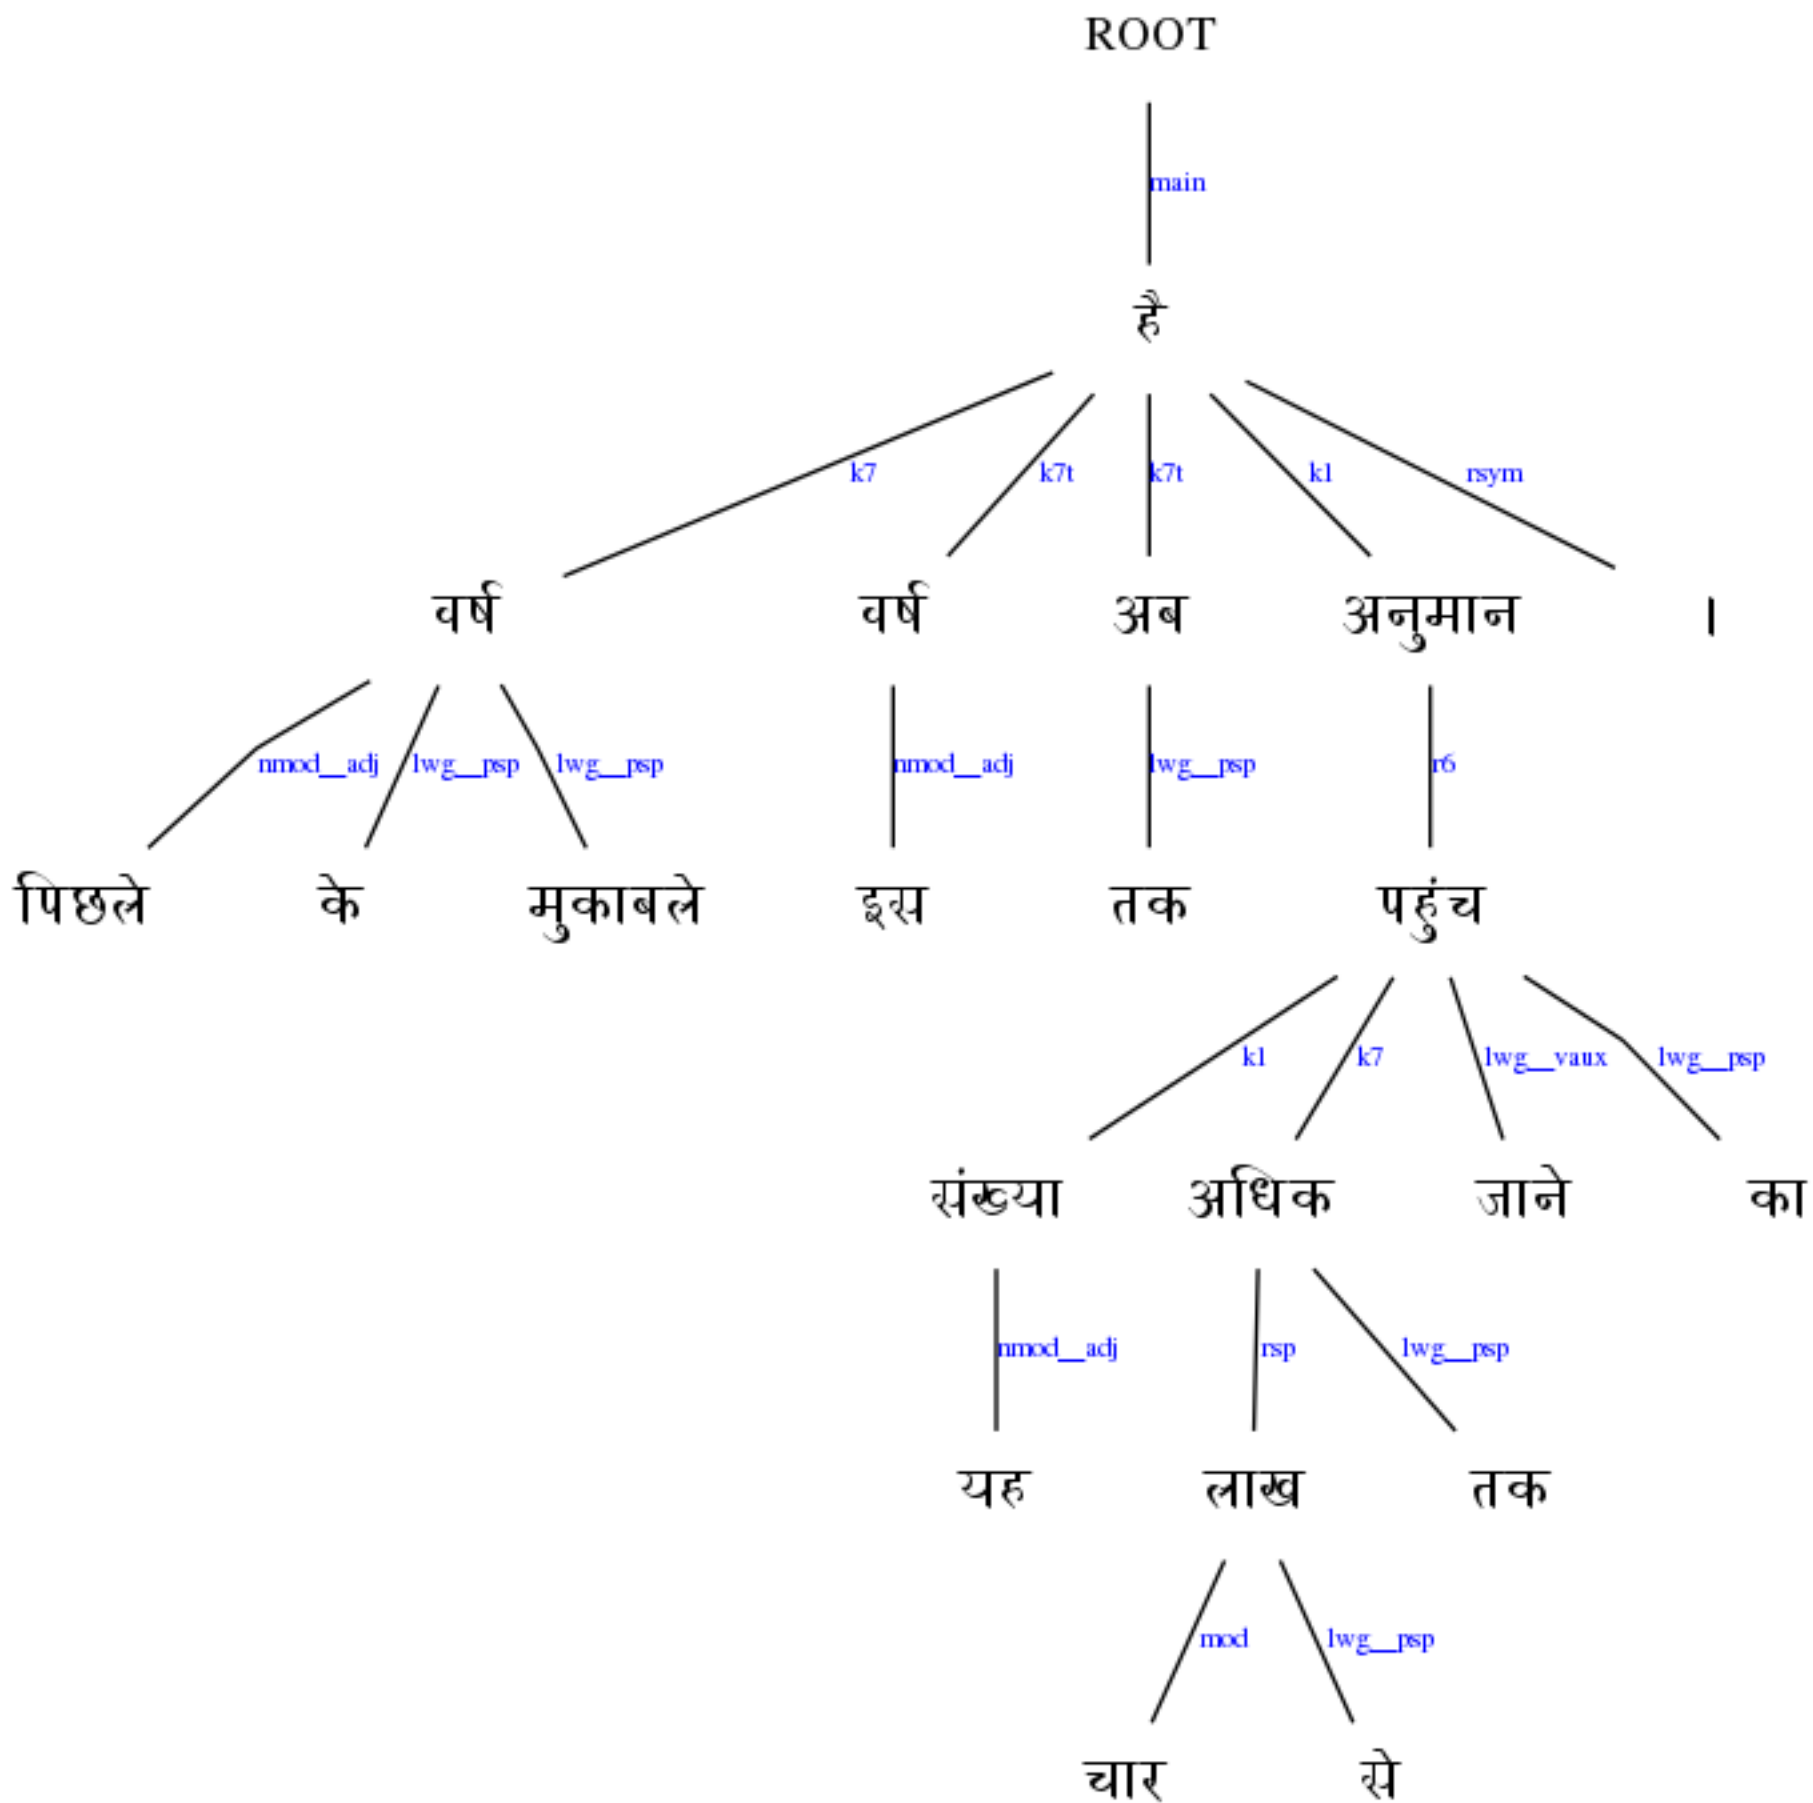 ROOT
main
है
k7 k7t k7t k1 rsym
वर्ष वर्ष अब अनुमान ।
nmod__adj lwg__psp lwg__psp nmod__adj lwg__psp r6
पिछले के मुकाबले इस तक पहुंच
k1 k7 lwg__vaux lwg__psp
संख्या अधिक जाने का
nmod__adj rsp lwg__psp
यह लाख तक
mod lwg__psp
चार से